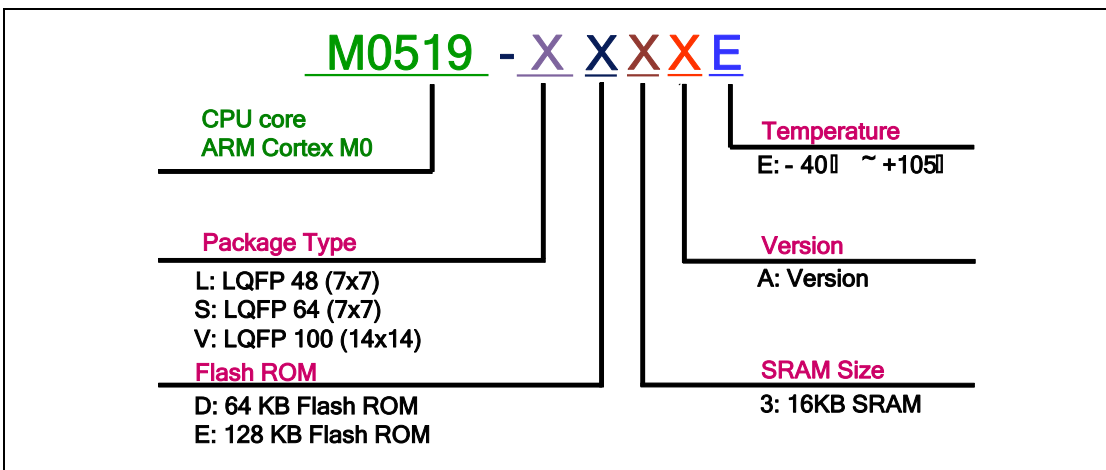 M0519 - X X X X E
CPU core
ARM Cortex M0
Temperature
E: - 40▯ ~ +105▯
Package Type
L: LQFP 48 (7x7)
S: LQFP 64 (7x7)
V: LQFP 100 (14x14)
Version
A: Version
Flash ROM
D: 64 KB Flash ROM
E: 128 KB Flash ROM
SRAM Size
3: 16KB SRAM